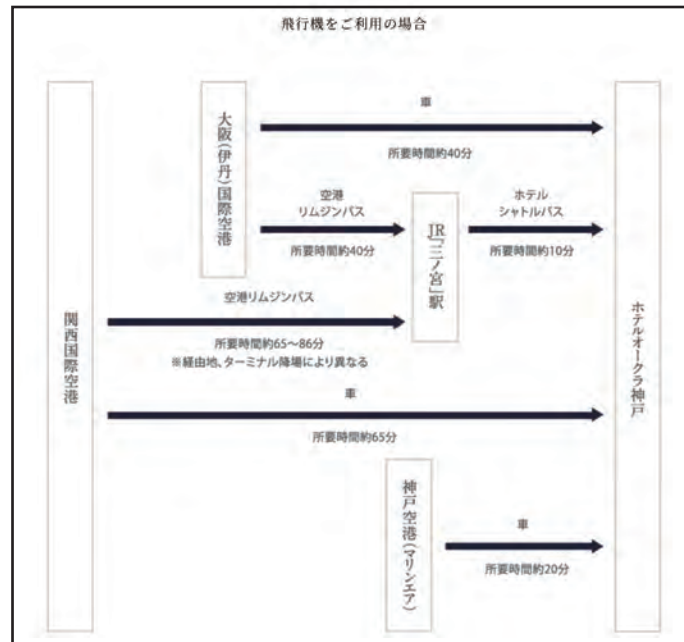 飛行機をご利用の場合
大阪(伊丹)国際空港
車
所要時間約40分
空港
リムジンバス
所要時間約40分
JR「三ノ宮」駅
ホテル
シャトルバス
所要時間約10分
関西国際空港
空港リムジンバス
所要時間約65〜86分
※経由地、ターミナル降場により異なる
車
所要時間約65分
神戸空港(マリンエア)
車
所要時間約20分
ホテルオークラ神戸